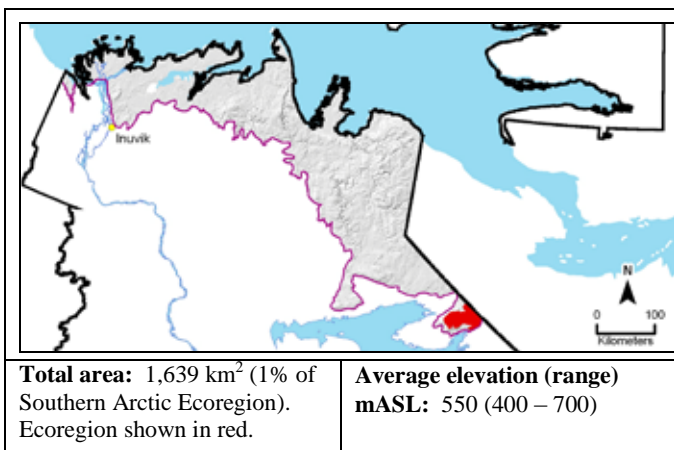 Inuvik
N
0 100
Kilometers
Total area: 1,639 km² (1% of
Southern Arctic Ecoregion).
Ecoregion shown in red.
Average elevation (range)
mASL: 550 (400 – 700)